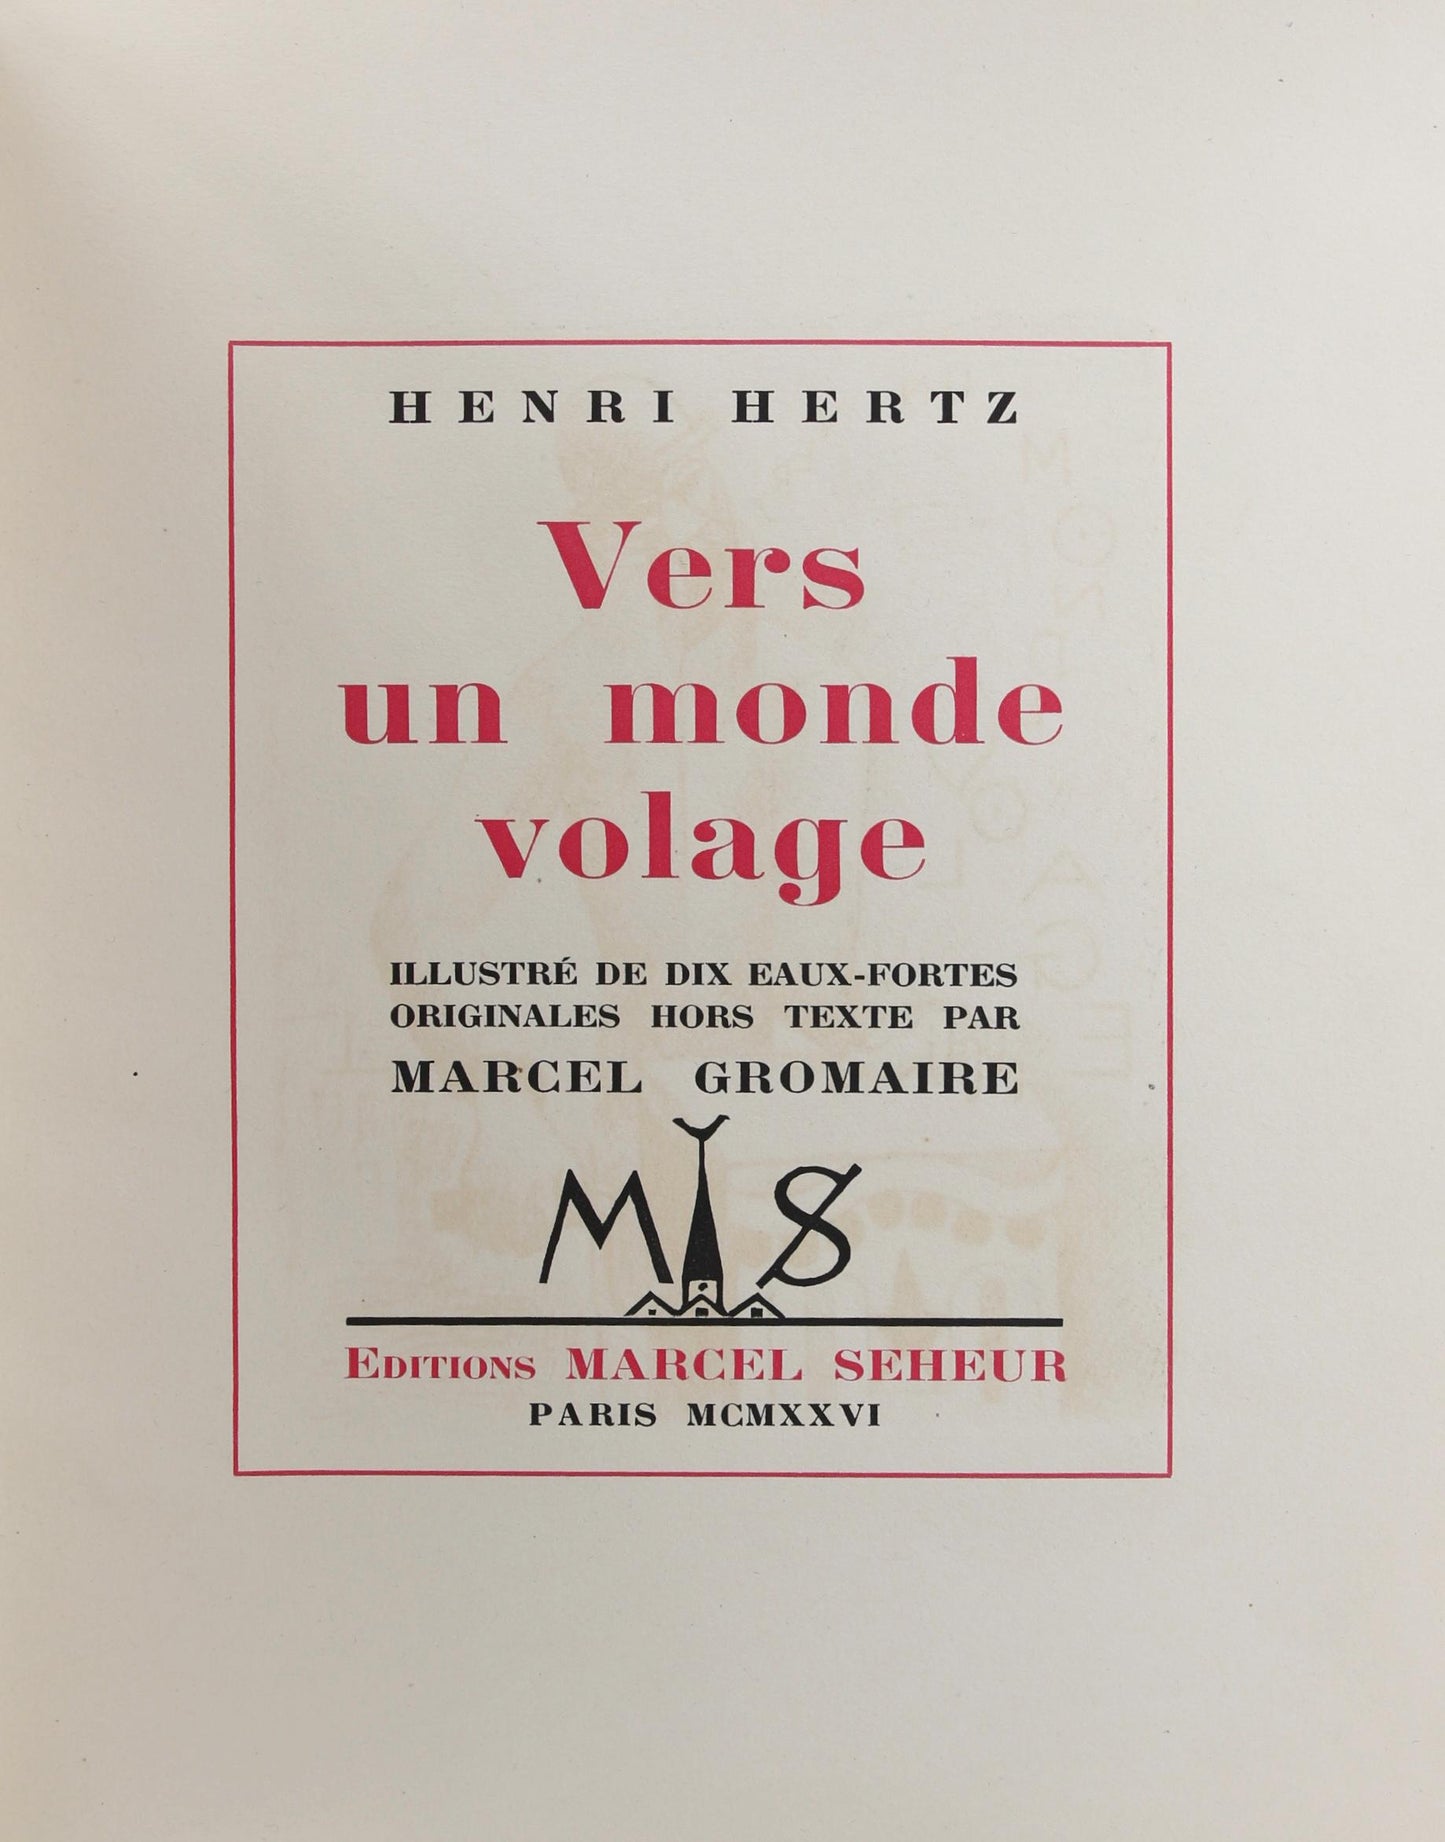 HENRI HERTZ
Vers
un monde
volage
ILLUSTRÉ DE DIX EAUX-FORTES
ORIGINALES HORS TEXTE PAR
MARCEL GROMAIRE
MS
EDITIONS MARCEL SEHEUR
PARIS MCMXXVI